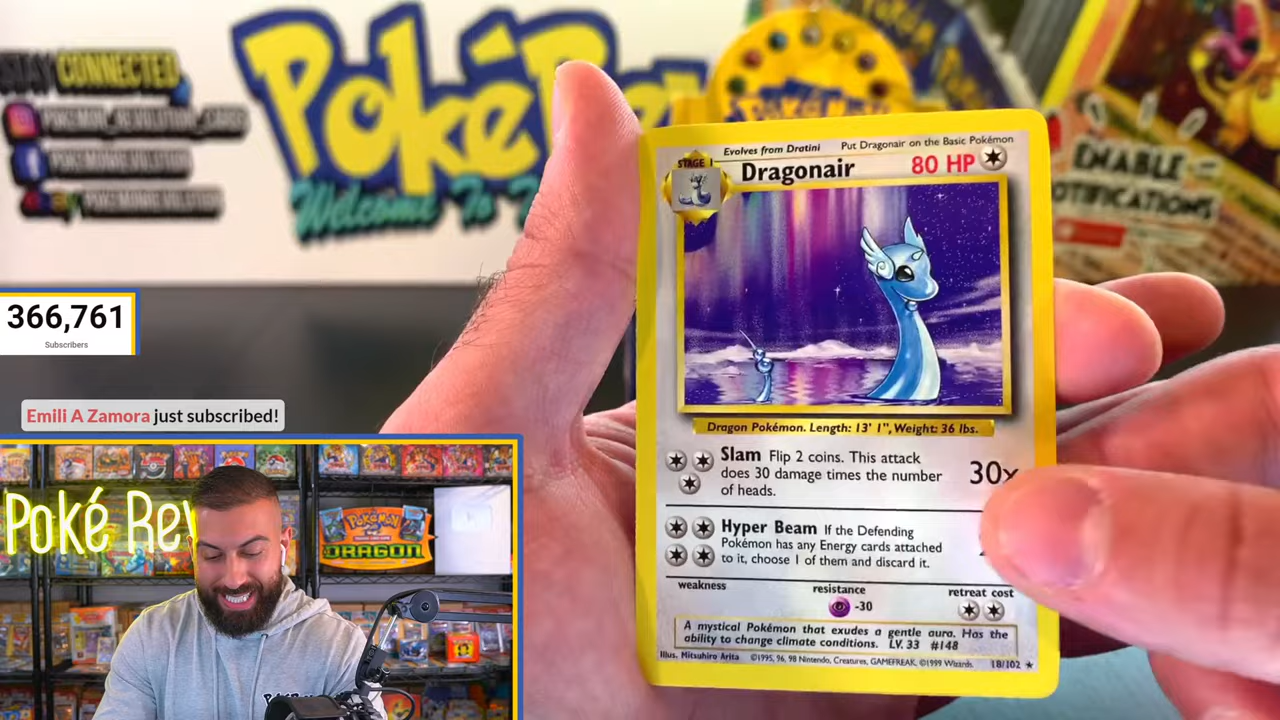 STAY CONNECTED
Poké
Welcome To
ENABLE
NOTIFICATIONS
366,761
Subscribers
Emili A Zamora just subscribed!
Poké Rev
POKÉMON
DRAGON
Evolves from Dratini
Put Dragonair on the Basic Pokémon
STAGE 1
Dragonair
80 HP
Dragon Pokémon. Length: 13' 1", Weight: 36 lbs.
Slam Flip 2 coins. This attack
does 30 damage times the number
of heads.
30x
Hyper Beam If the Defending
Pokémon has any Energy cards attached
to it, choose 1 of them and discard it.
weakness
resistance
retreat cost
-30
A mystical Pokémon that exudes a gentle aura. Has the
ability to change climate conditions. LV. 33 #148
Illus. Mitsuhiro Arita ©1995, 96, 98 Nintendo, Creatures, GAMEFREAK. ©1999 Wizards. 18/102 ★